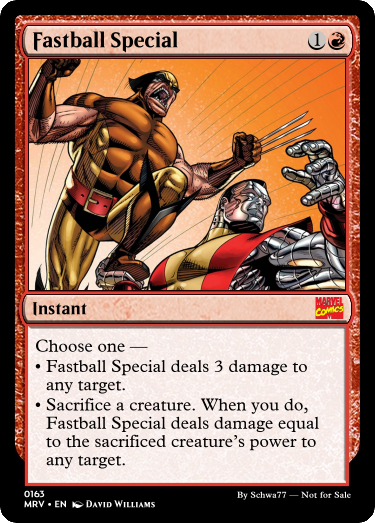 Fastball Special 1
Instant MARVEL COMICS
Choose one —
• Fastball Special deals 3 damage to
any target.
• Sacrifice a creature. When you do,
Fastball Special deals damage equal
to the sacrificed creature's power to
any target.
0163
MRV • EN DAVID WILLIAMS
By Schwa77 — Not for Sale